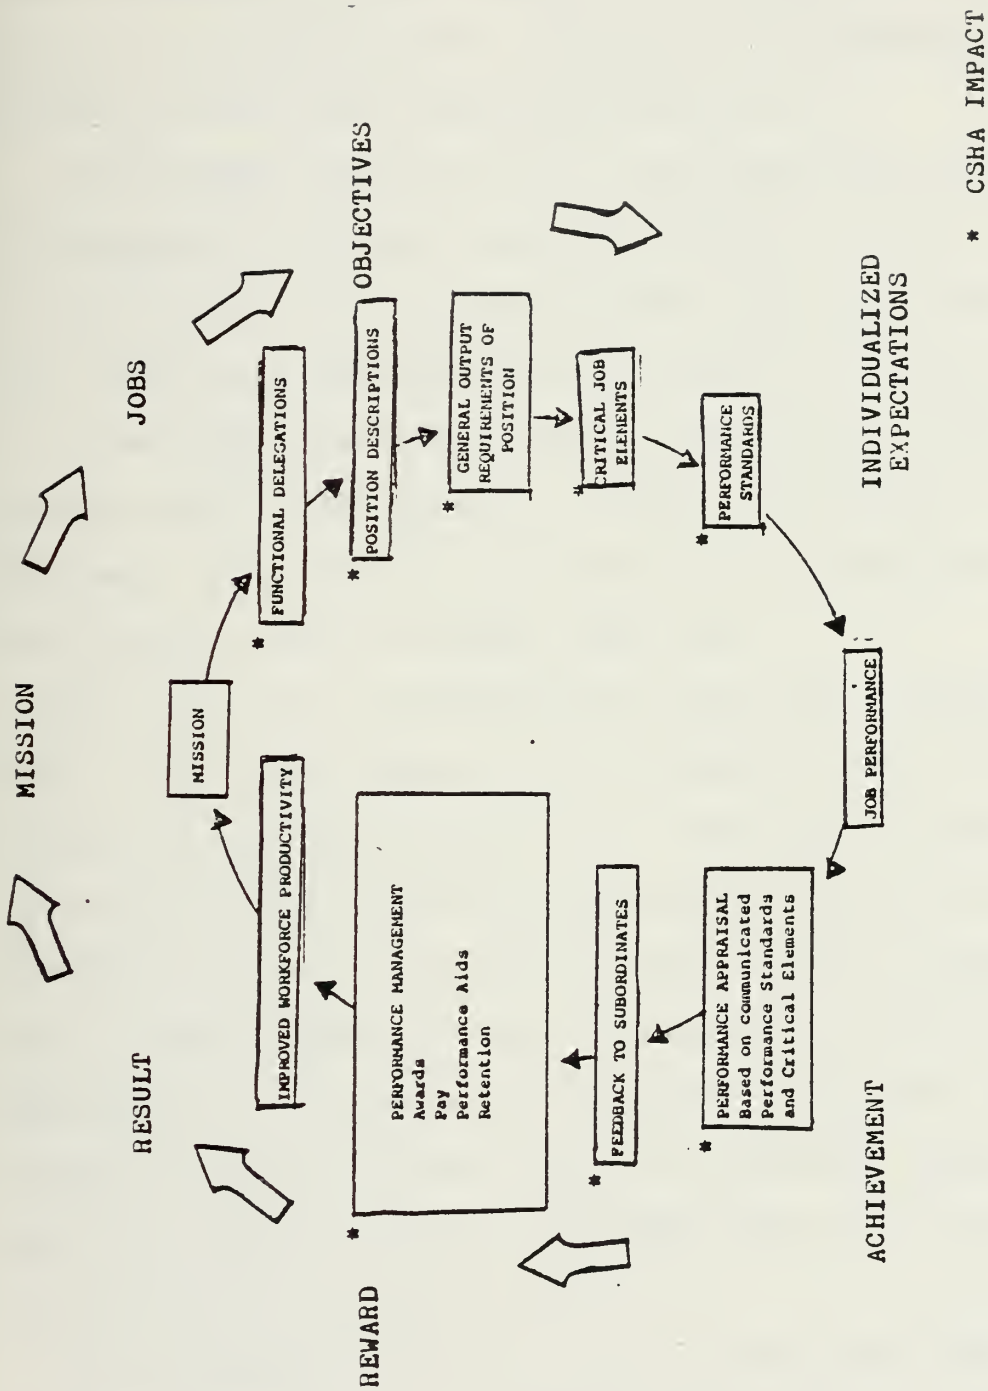 MISSION
JOBS
OBJECTIVES
INDIVIDUALIZED
EXPECTATIONS
ACHIEVEMENT
REWARD
RESULT
MISSION
* FUNCTIONAL DELEGATIONS
* POSITION DESCRIPTIONS
* GENERAL OUTPUT
REQUIREMENTS OF
POSITION
* CRITICAL JOB
ELEMENTS
* PERFORMANCE
STANDARDS
JOB PERFORMANCE
* PERFORMANCE APPRAISAL
Based on communicated
Performance Standards
and Critical Elements
* FEEDBACK TO SUBORDINATES
* PERFORMANCE MANAGEMENT
Awards
Pay
Performance Aids
Retention
IMPROVED WORKFORCE PRODUCTIVITY
* CSRA IMPACT